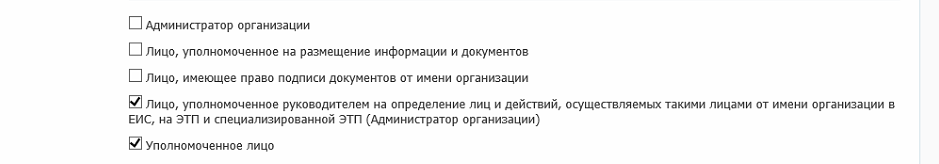 Администратор организации
Лицо, уполномоченное на размещение информации и документов
Лицо, имеющее право подписи документов от имени организации
Лицо, уполномоченное руководителем на определение лиц и действий, осуществляемых такими лицами от имени организации в
ЕИС, на ЭТП и специализированной ЭТП (Администратор организации)
Уполномоченное лицо